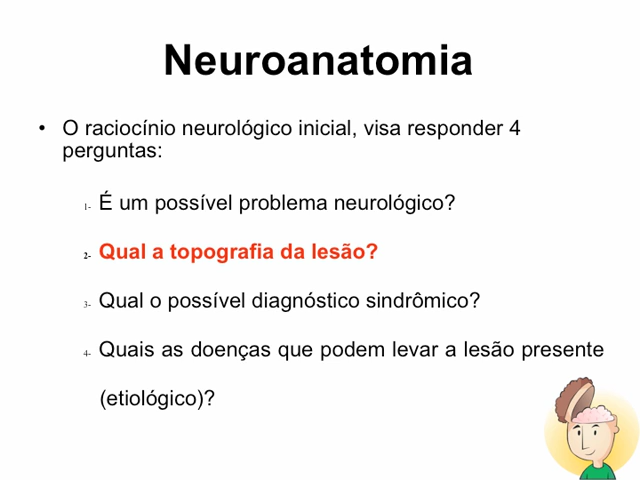 Neuroanatomia
• O raciocínio neurológico inicial, visa responder 4
perguntas:
1- É um possível problema neurológico?
2- Qual a topografia da lesão?
3- Qual o possível diagnóstico sindrômico?
4- Quais as doenças que podem levar a lesão presente
(etiológico)?